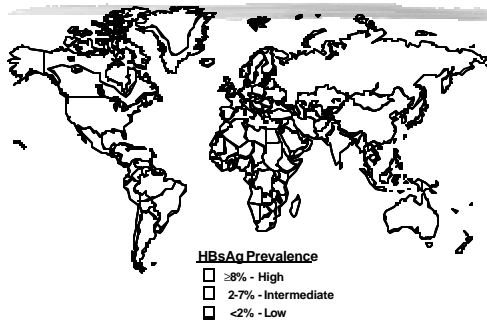 HBsAg Prevalence
≥8% - High
2-7% - Intermediate
<2% - Low